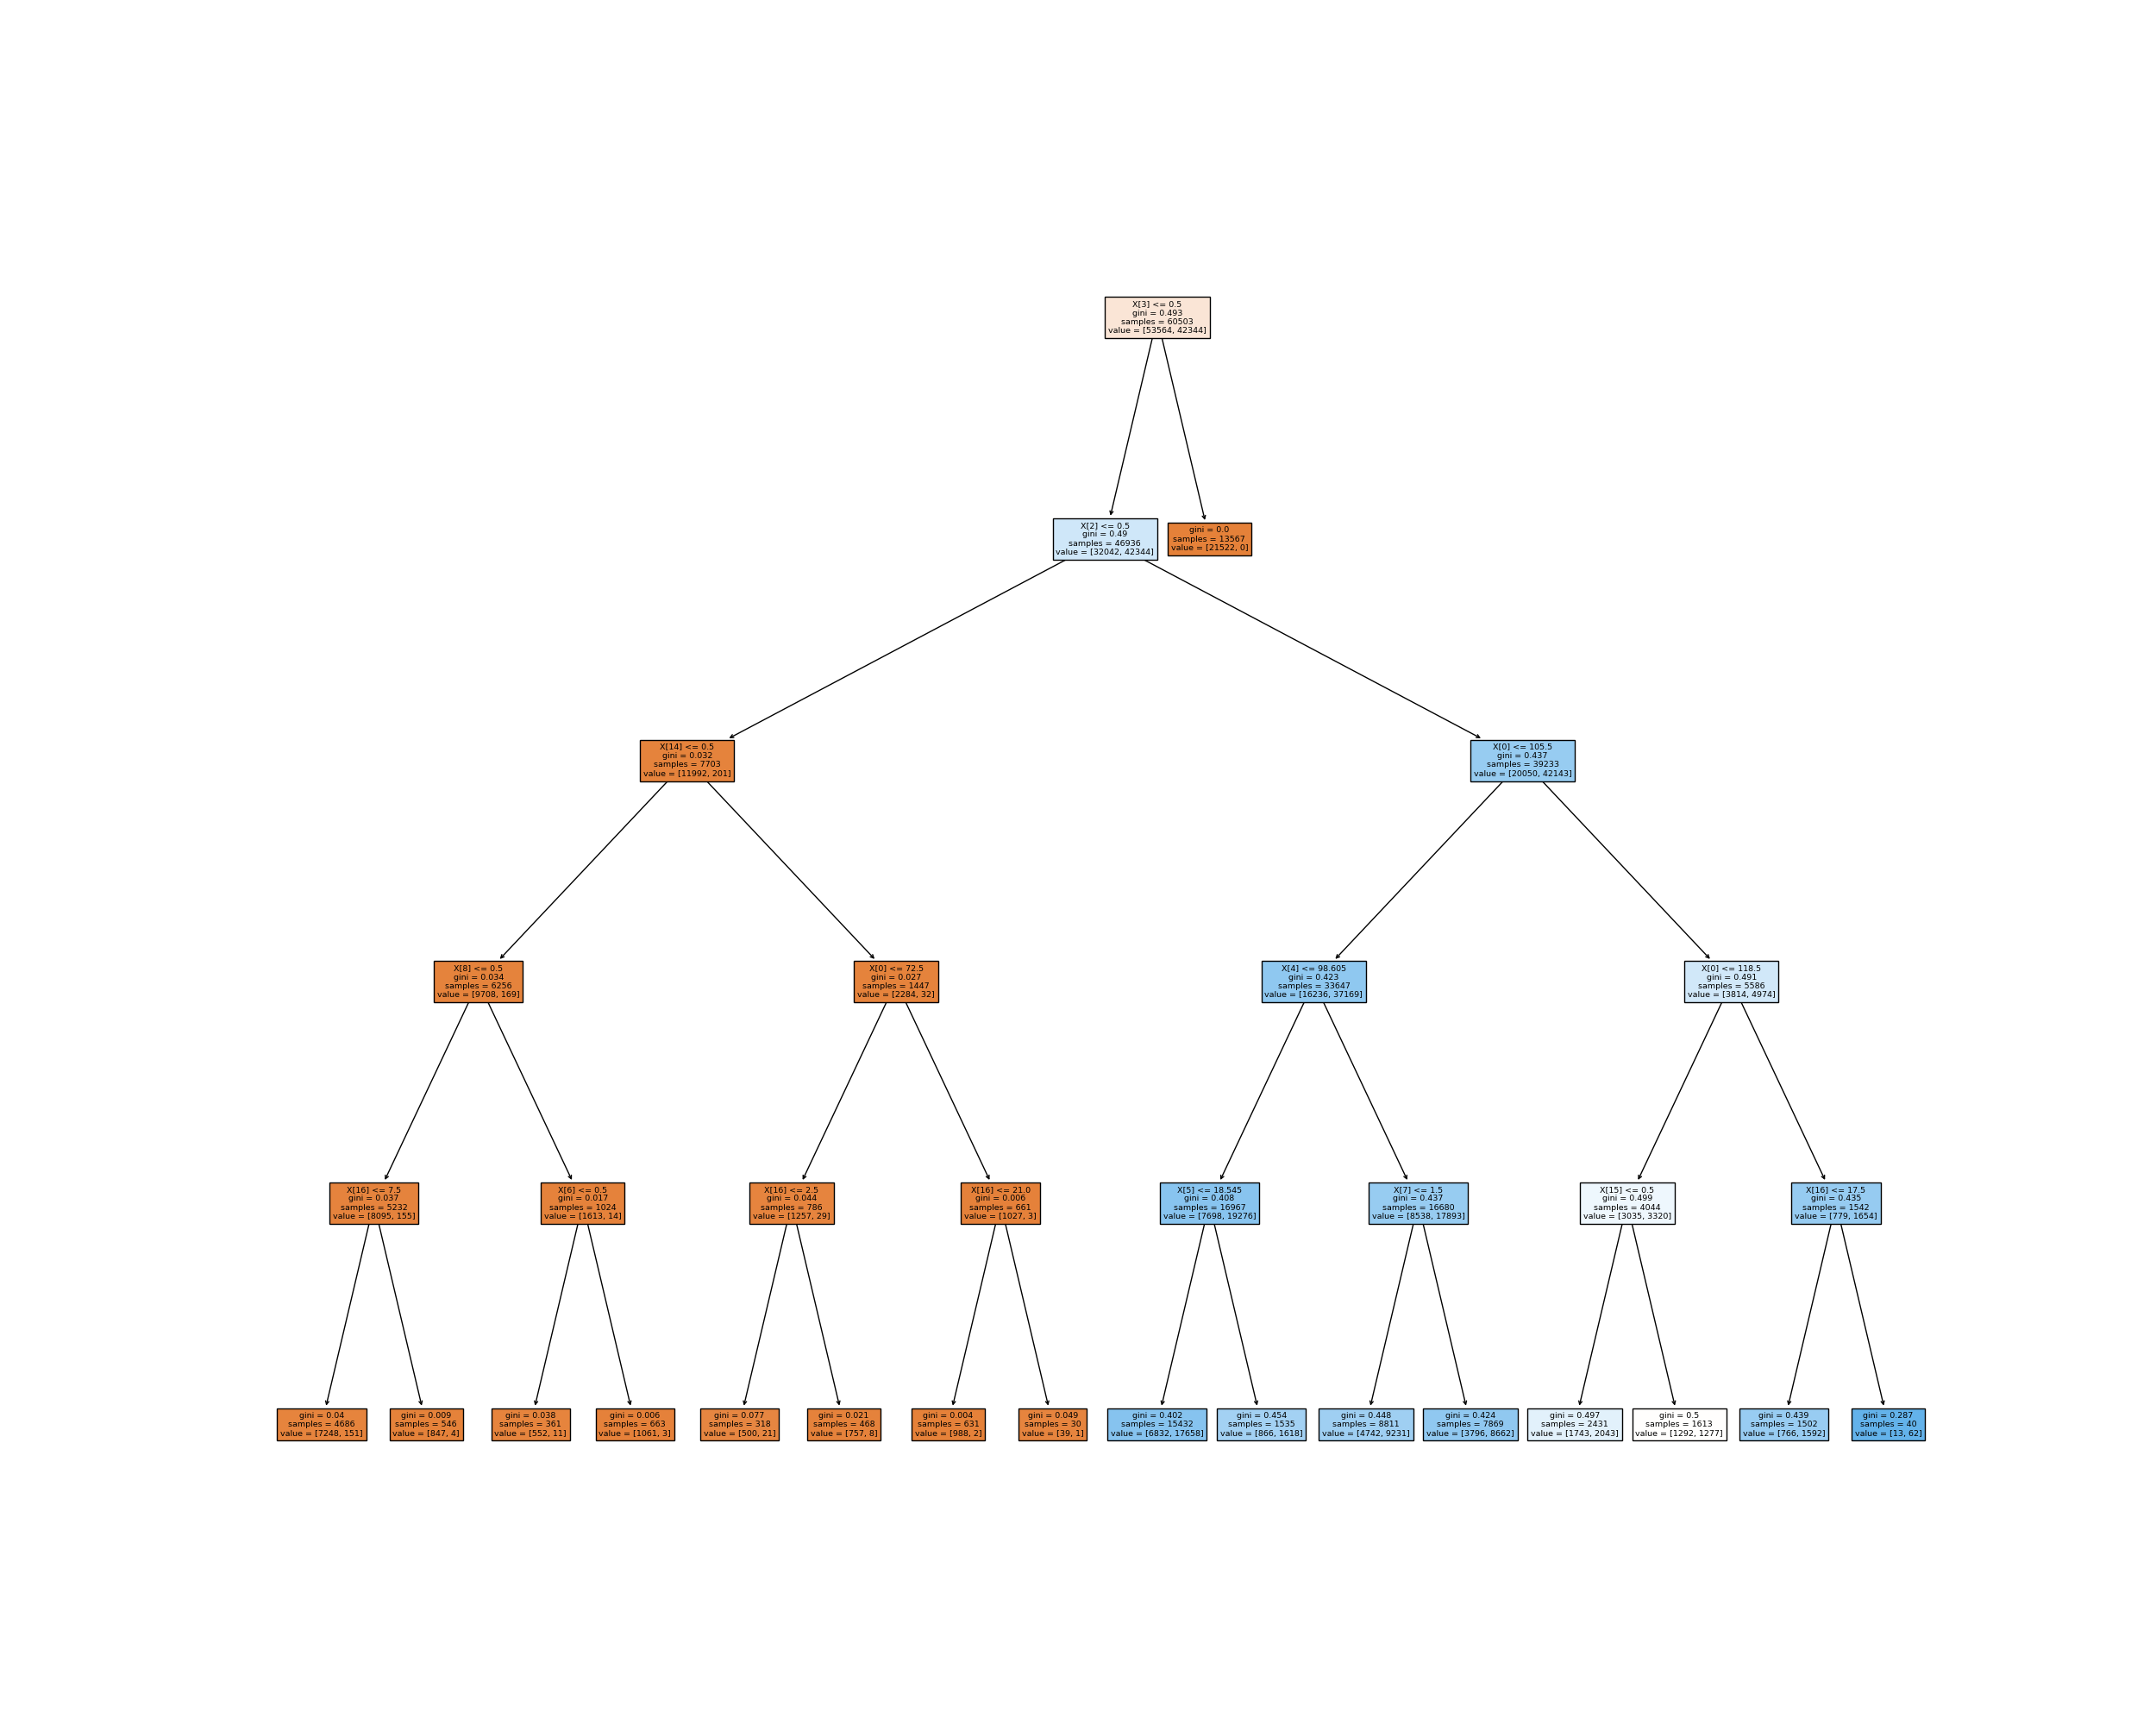 X[3] <= 0.5
gini = 0.493
samples = 60503
value = [53564, 42344]
X[2] <= 0.5
gini = 0.49
samples = 46936
value = [32042, 42344]
gini = 0.0
samples = 13567
value = [21522, 0]
X[14] <= 0.5
gini = 0.032
samples = 7703
value = [11992, 201]
X[0] <= 105.5
gini = 0.437
samples = 39233
value = [20050, 42143]
X[8] <= 0.5
gini = 0.034
samples = 6256
value = [9708, 169]
X[0] <= 72.5
gini = 0.027
samples = 1447
value = [2284, 32]
X[4] <= 98.605
gini = 0.423
samples = 33647
value = [16236, 37169]
X[0] <= 118.5
gini = 0.491
samples = 5586
value = [3814, 4974]
X[16] <= 7.5
gini = 0.037
samples = 5232
value = [8095, 155]
X[6] <= 0.5
gini = 0.017
samples = 1024
value = [1613, 14]
X[16] <= 2.5
gini = 0.044
samples = 786
value = [1257, 29]
X[16] <= 21.0
gini = 0.006
samples = 661
value = [1027, 3]
X[5] <= 18.545
gini = 0.408
samples = 16967
value = [7698, 19276]
X[7] <= 1.5
gini = 0.437
samples = 16680
value = [8538, 17893]
X[15] <= 0.5
gini = 0.499
samples = 4044
value = [3035, 3320]
X[16] <= 17.5
gini = 0.435
samples = 1542
value = [779, 1654]
gini = 0.04
samples = 4686
value = [7248, 151]
gini = 0.009
samples = 546
value = [847, 4]
gini = 0.038
samples = 361
value = [552, 11]
gini = 0.006
samples = 663
value = [1061, 3]
gini = 0.077
samples = 318
value = [500, 21]
gini = 0.021
samples = 468
value = [757, 8]
gini = 0.004
samples = 631
value = [988, 2]
gini = 0.049
samples = 30
value = [39, 1]
gini = 0.402
samples = 15432
value = [6832, 17658]
gini = 0.454
samples = 1535
value = [866, 1618]
gini = 0.448
samples = 8811
value = [4742, 9231]
gini = 0.424
samples = 7869
value = [3796, 8662]
gini = 0.497
samples = 2431
value = [1743, 2043]
gini = 0.5
samples = 1613
value = [1292, 1277]
gini = 0.439
samples = 1502
value = [766, 1592]
gini = 0.287
samples = 40
value = [13, 62]